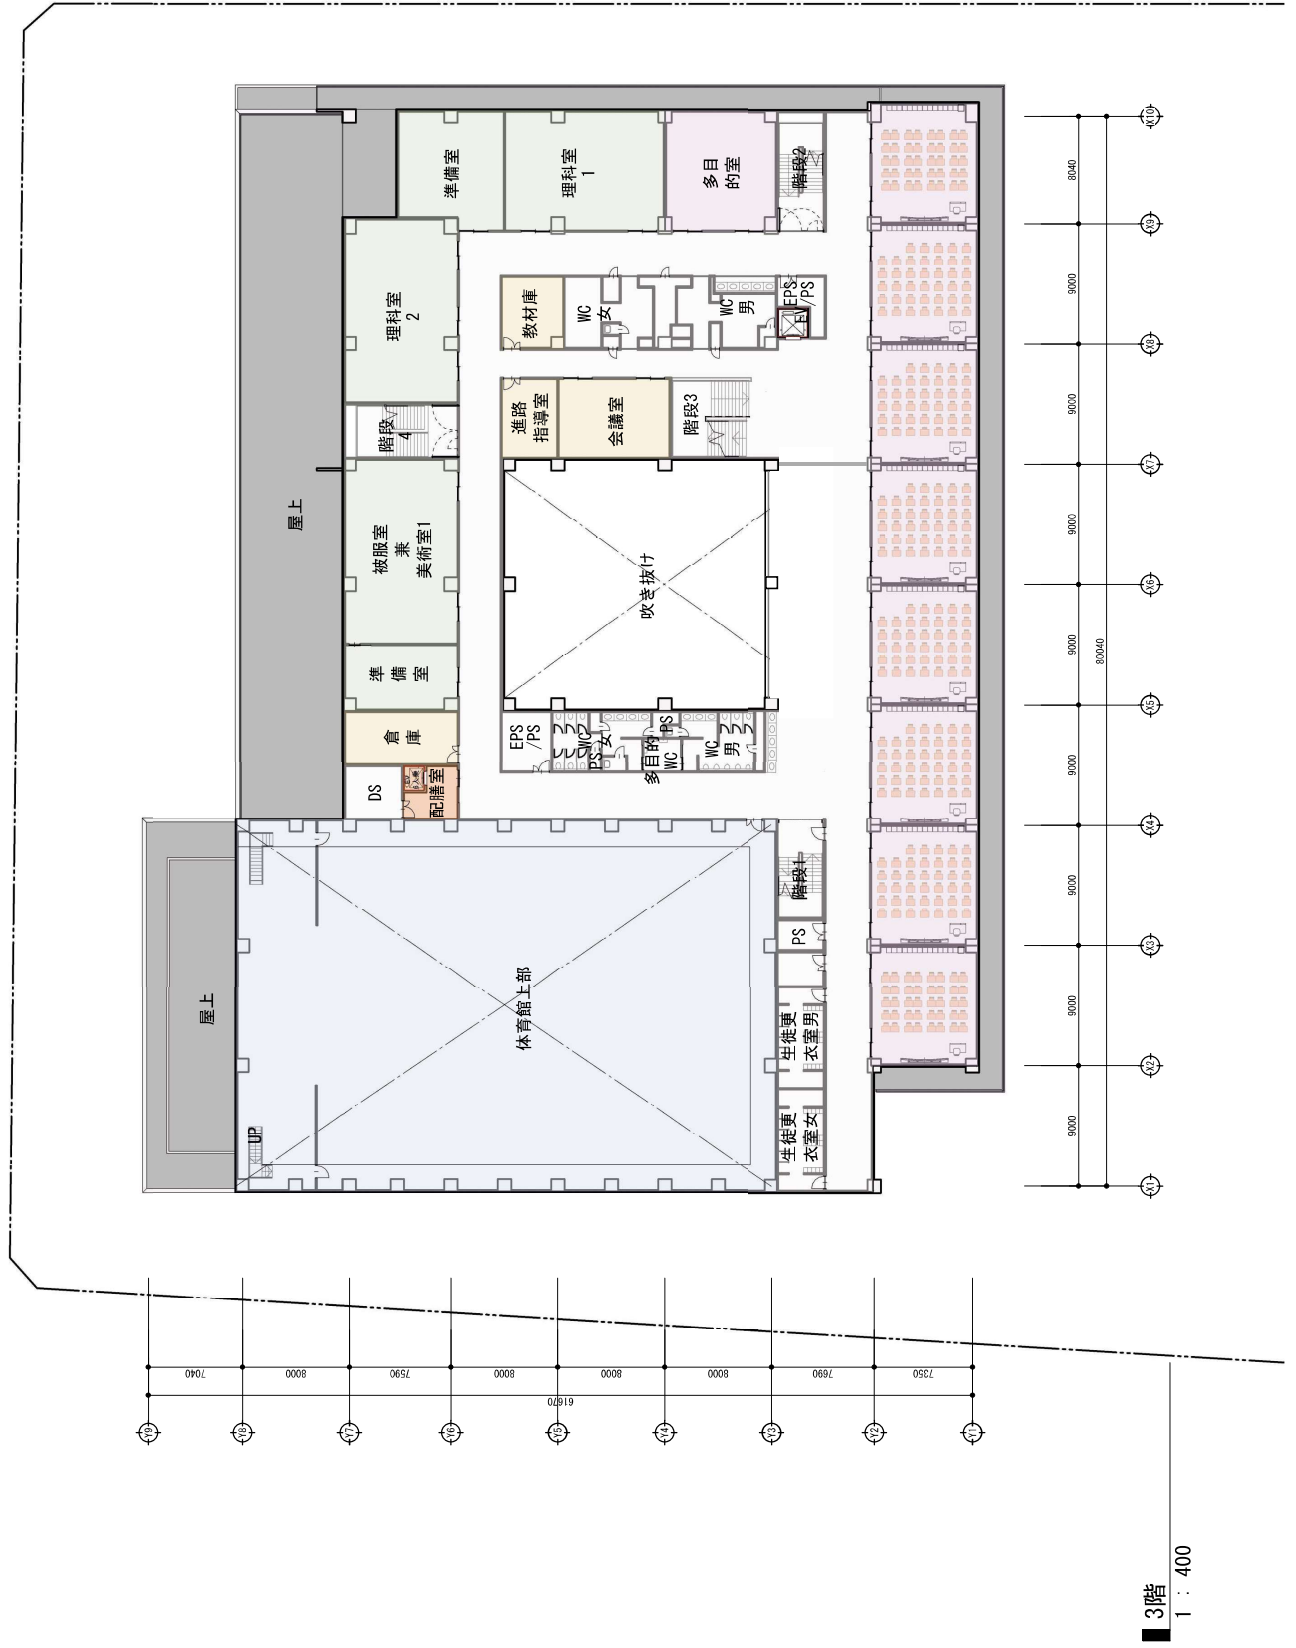 準備室
理科室
1
多目
的室
階段2
理科室
2
教材庫
WC
女
WC
男
EPS
/PS
階段
4
進路
指導室
会議室
階段3
屋上
被服室
兼
美術室1
吹き抜け
準
備
室
倉
庫
DS
配膳室
EPS
/PS
WC
女
PS
多目的
WC
PS
WC
男
屋上
体育館上部
UP
階段1
PS
生徒更
衣室男
生徒更
衣室女
X10
8040
X9
9000
X8
9000
X7
9000
X6
9000
80040
X5
9000
X4
9000
X3
9000
X2
9000
X1
7040
8000
7590
8000
8000
8000
7690
7350
61670
Y9
Y8
Y7
Y6
Y5
Y4
Y3
Y2
Y1
3階
1 : 400